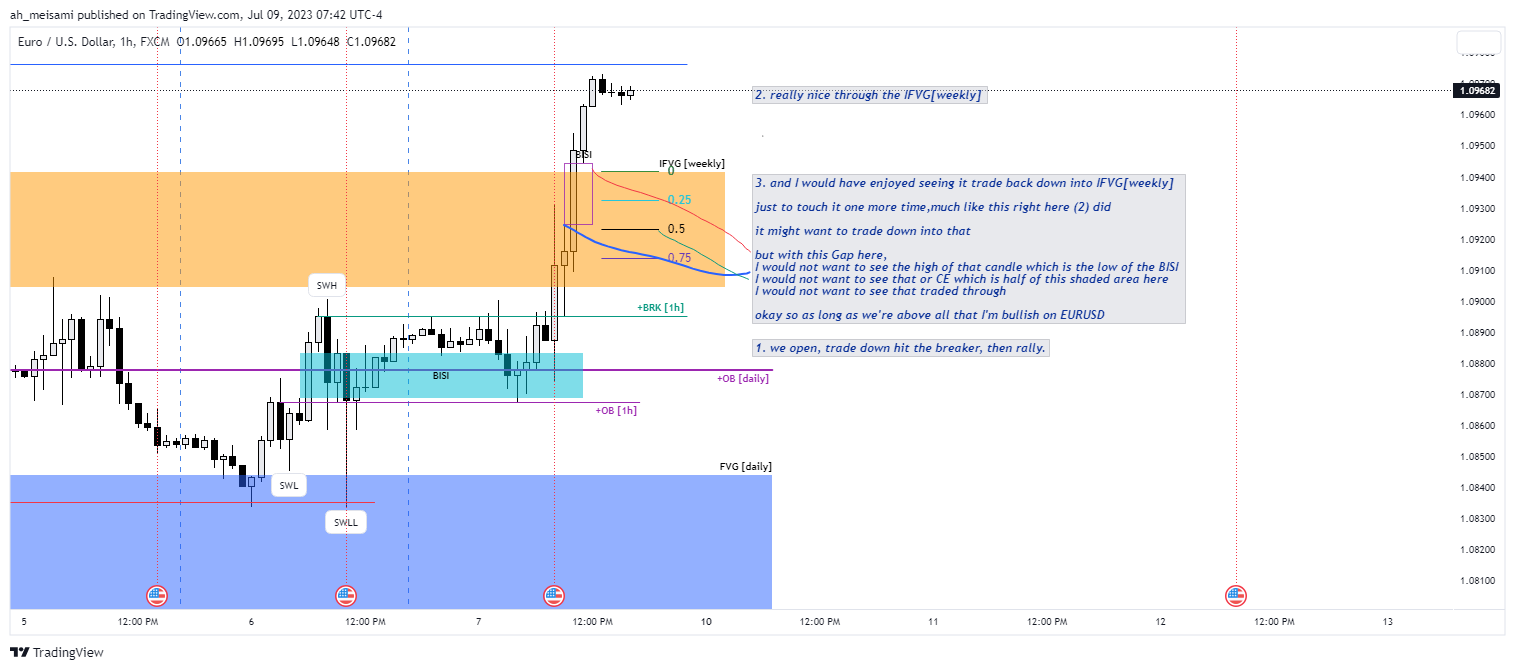 ah_meisami published on TradingView.com, Jul 09, 2023 07:42 UTC-4
Euro / U.S. Dollar, 1h, FXCM O1.09665 H1.09695 L1.09648 C1.09682
2. really nice through the IFVG[weekly]
1.09682
1.09600
1.09500
1.09400
1.09300
1.09200
1.09100
1.09000
1.08900
1.08800
1.08700
1.08600
1.08500
1.08400
1.08300
1.08200
1.08100
BISI
IFVG [weekly]
0
0.25
0.5
0.75
3. and I would have enjoyed seeing it trade back down into IFVG[weekly]
just to touch it one more time,much like this right here (2) did
it might want to trade down into that
but with this Gap here,
I would not want to see the high of that candle which is the low of the BISI
I would not want to see that or CE which is half of this shaded area here
I would not want to see that traded through
okay so as long as we're above all that I'm bullish on EURUSD
1. we open, trade down hit the breaker, then rally.
SWH
+BRK [1h]
BISI
+OB [daily]
+OB [1h]
FVG [daily]
SWL
SWLL
5 12:00 PM 6 12:00 PM 7 12:00 PM 10 12:00 PM 11 12:00 PM 12 12:00 PM 13
TradingView